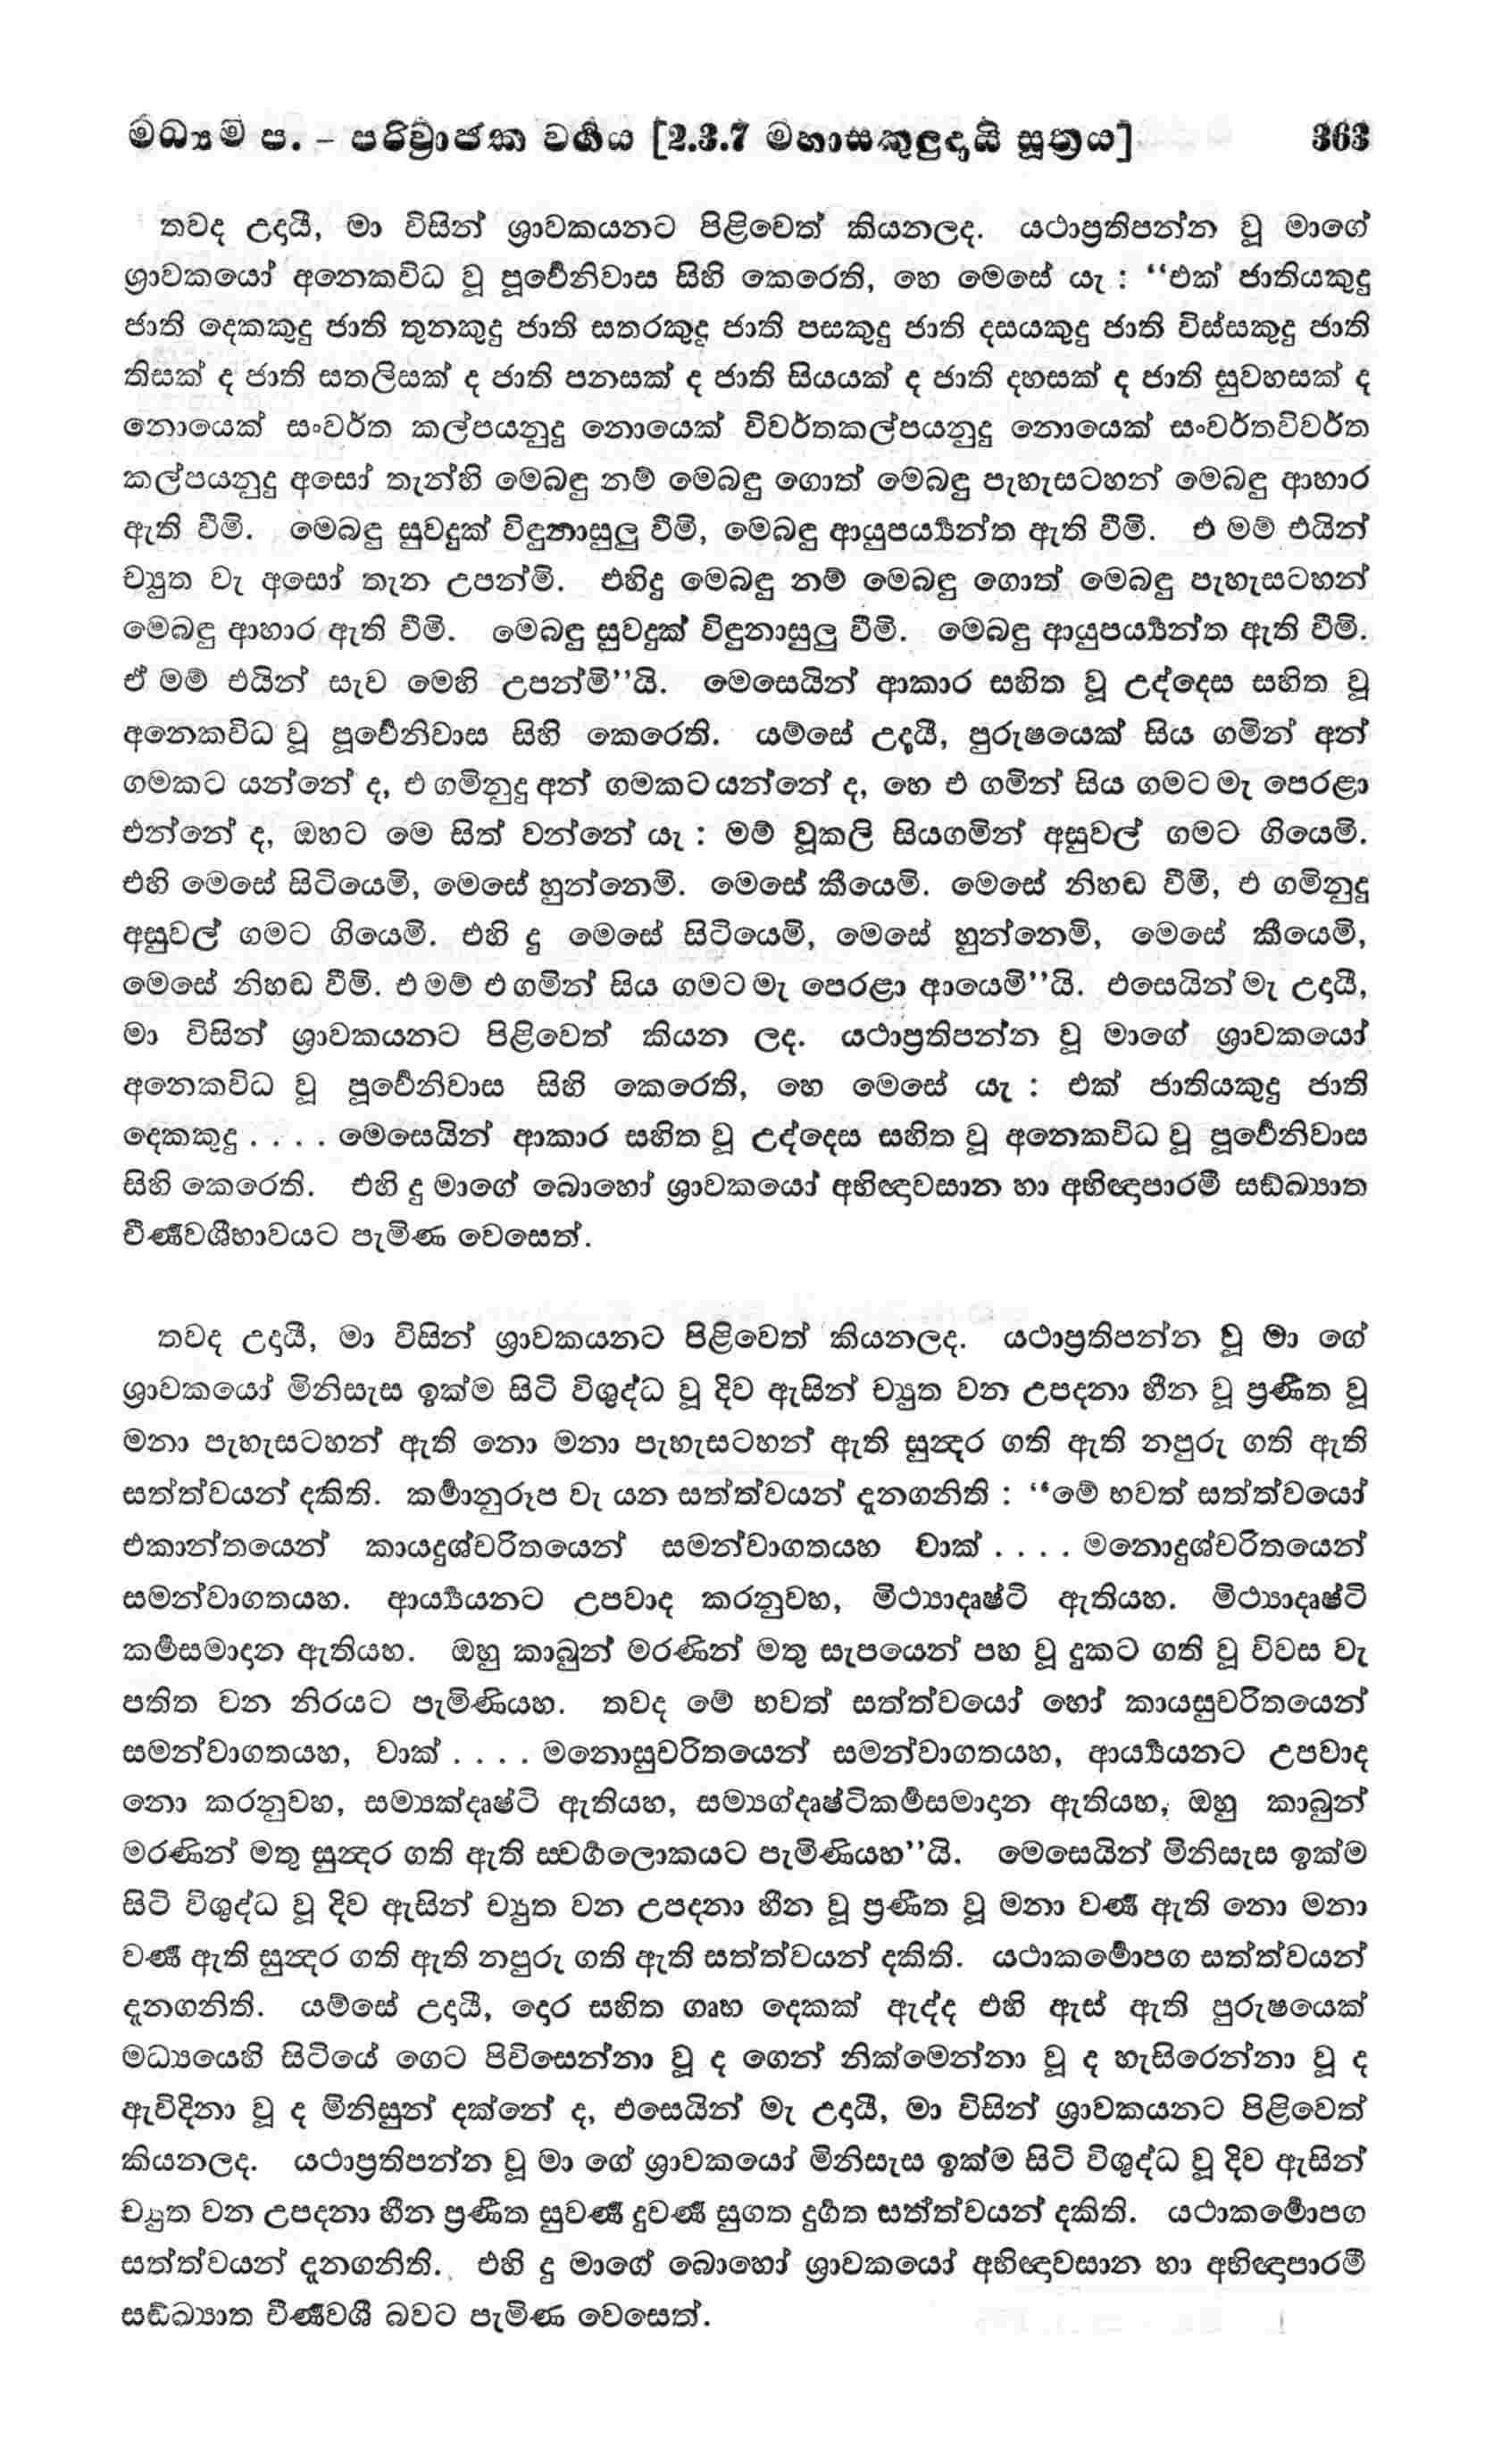 මධ්‍යම ප. – පරිව්‍රාජක වර්‍ගය [2.3.7 මහාසකුලුදායි සූත්‍රය] 363
තවද උදායී, මා විසින් ශ්‍රාවකයනට පිළිවෙත් කියනලද. යථාප්‍රතිපන්න වූ මාගේ
ශ්‍රාවකයෝ අනෙකවිධ වූ පූර්‍වෙනිවාස සිහි කෙරෙති, හෙ මෙසේ යැ : “එක් ජාතියකුදු
ජාති දෙකකුදු ජාති තුනකුදු ජාති සතරකුදු ජාති පසකුදු ජාති දසයකුදු ජාති විස්සකුදු ජාති
තිසක් ද ජාති සතලිසක් ද ජාති පනසක් ද ජාති සියයක් ද ජාති දහසක් ද ජාති සුවහසක් ද
නොයෙක් සංවර්ත කල්පයනුදු නොයෙක් විවර්තකල්පයනුදු නොයෙක් සංවර්තවිවර්ත
කල්පයනුදු අසෝ තැන්හි මෙබඳු නම් මෙබඳු ගොත් මෙබඳු පැහැසටහන් මෙබඳු ආහාර
ඇති වීමි. මෙබඳු සුවදුක් විඳුනාසුලු වීමි, මෙබඳු ආයුපර්‍ය්‍යන්ත ඇති වීමි. එ මම් එයින්
ච්‍යුත වැ අසෝ තැන උපන්මි. එහිදු මෙබඳු නම් මෙබඳු ගොත් මෙබඳු පැහැසටහන්
මෙබඳු ආහාර ඇති වීමි. මෙබඳු සුවදුක් විඳුනාසුලු වීමි. මෙබඳු ආයුපර්‍ය්‍යන්ත ඇති වීමි.
ඒ මම් එයින් සැව මෙහි උපන්මි”යි. මෙසෙයින් ආකාර සහිත වූ උද්දෙස සහිත වූ
අනෙකවිධ වූ පූර්‍වෙනිවාස සිහි කෙරෙති. යම්සේ උදායී, පුරුෂයෙක් සිය ගමින් අන්
ගමකට යන්නේ ද, එ ගමිනුදු අන් ගමකට යන්නේ ද, හෙ එ ගමින් සිය ගමට මැ පෙරළා
එන්නේ ද, ඔහට මෙ සිත් වන්නේ යැ : මම් වූකලි සියගමින් අසුවල් ගමට ගියෙමි.
එහි මෙසේ සිටියෙමි, මෙසේ හුන්නෙමි. මෙසේ කීයෙමි. මෙසේ නිහඬ වීමි, එ ගමිනුදු
අසුවල් ගමට ගියෙමි. එහි දු මෙසේ සිටියෙමි, මෙසේ හුන්නෙමි, මෙසේ කීයෙමි,
මෙසේ නිහඬ වීමි. එ මම් එ ගමින් සිය ගමට මැ පෙරළා ආයෙමි”යි. එසෙයින් මැ උදායී,
මා විසින් ශ්‍රාවකයනට පිළිවෙත් කියන ලද. යථාප්‍රතිපන්න වූ මාගේ ශ්‍රාවකයෝ
අනෙකවිධ වූ පූර්‍වෙනිවාස සිහි කෙරෙති, හෙ මෙසේ යැ : එක් ජාතියකුදු ජාති
දෙකකුදු . . . . මෙසෙයින් ආකාර සහිත වූ උද්දෙස සහිත වූ අනෙකවිධ වූ පූර්‍වෙනිවාස
සිහි කෙරෙති. එහි දු මාගේ බොහෝ ශ්‍රාවකයෝ අභිඥාවසාන හා අභිඥාපාරමී සඞ්ඛ්‍යාත
චීර්‍ණවශීභාවයට පැමිණ වෙසෙත්.
තවද උදායී, මා විසින් ශ්‍රාවකයනට පිළිවෙත් කියනලද. යථාප්‍රතිපන්න වූ මා ගේ
ශ්‍රාවකයෝ මිනිසැස ඉක්ම සිටි විශුද්ධ වූ දිව ඇසින් ච්‍යුත වන උපදනා හීන වූ ප්‍රණීත වූ
මනා පැහැසටහන් ඇති නො මනා පැහැසටහන් ඇති සුන්‍දර ගති ඇති නපුරු ගති ඇති
සත්ත්වයන් දකිති. කර්‍මානුරූප වැ යන සත්ත්වයන් දැනගනිති : “මේ භවත් සත්ත්වයෝ
එකාන්තයෙන් කායදුශ්චරිතයෙන් සමන්වාගතයහ වාක් . . . . මනොදුශ්චරිතයෙන්
සමන්වාගතයහ. ආර්‍ය්‍යයනට උපවාද කරනුවහ, මිථ්‍යාදෘෂ්ටි ඇතියහ. මිථ්‍යාදෘෂ්ටි
කර්‍මසමාදාන ඇතියහ. ඔහු කාබුන් මරණින් මතු සැපයෙන් පහ වූ දුකට ගති වූ විවස වැ
පතිත වන නිරයට පැමිණියහ. තවද මේ භවත් සත්ත්වයෝ හෝ කායසුචරිතයෙන්
සමන්වාගතයහ, වාක් . . . . මනොසුචරිතයෙන් සමන්වාගතයහ, ආර්‍ය්‍යයනට උපවාද
නො කරනුවහ, සම්‍යක්දෘෂ්ටි ඇතියහ, සම්‍යග්දෘෂ්ටිකර්‍මසමාදාන ඇතියහ, ඔහු කාබුන්
මරණින් මතු සුන්‍දර ගති ඇති ස්‍වර්‍ගලොකයට පැමිණියහ”යි. මෙසෙයින් මිනිසැස ඉක්ම
සිටි විශුද්ධ වූ දිව ඇසින් ච්‍යුත වන උපදනා හීන වූ ප්‍රණීත වූ මනා වර්‍ණ ඇති නො මනා
වර්‍ණ ඇති සුන්‍දර ගති ඇති නපුරු ගති ඇති සත්ත්වයන් දකිති. යථාකර්‍මොපග සත්ත්වයන්
දැනගනිති. යම්සේ උදායී, දොර සහිත ගෘහ දෙකක් ඇද්ද එහි ඇස් ඇති පුරුෂයෙක්
මධ්‍යයෙහි සිටියේ ගෙට පිවිසෙන්නා වූ ද ගෙන් නික්මෙන්නා වූ ද හැසිරෙන්නා වූ ද
ඇවිදිනා වූ ද මිනිසුන් දක්නේ ද, එසෙයින් මැ උදායී, මා විසින් ශ්‍රාවකයනට පිළිවෙත්
කියනලද. යථාප්‍රතිපන්න වූ මා ගේ ශ්‍රාවකයෝ මිනිසැස ඉක්ම සිටි විශුද්ධ වූ දිව ඇසින්
ච්‍යුත වන උපදනා හීන ප්‍රණීත සුවර්‍ණ දුවර්‍ණ සුගත දුර්‍ගත සත්ත්වයන් දකිති. යථාකර්‍මොපග
සත්ත්වයන් දැනගනිති. එහි දු මාගේ බොහෝ ශ්‍රාවකයෝ අභිඥාවසාන හා අභිඥාපාරමී
සඞ්ඛ්‍යාත චීර්‍ණවශී බවට පැමිණ වෙසෙත්.